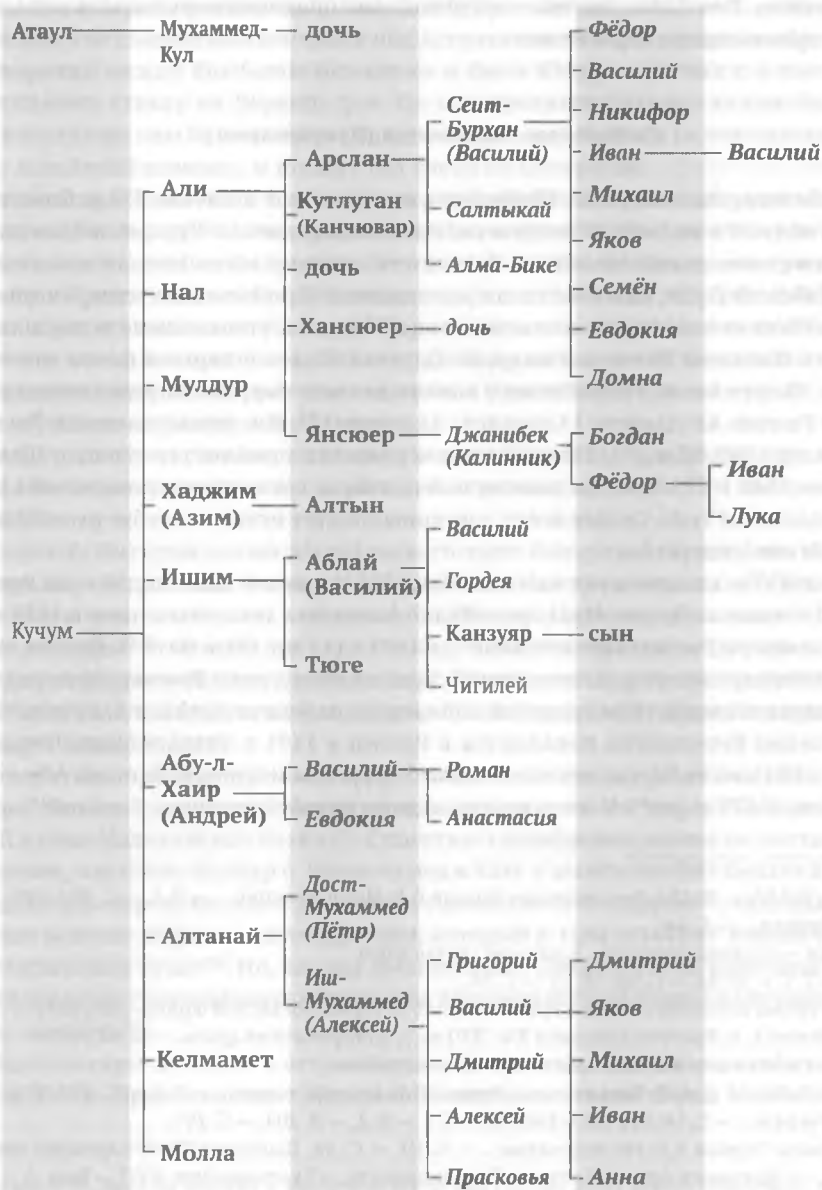 Атаул Мухаммед-Кул дочь
Али
Нал
Мулдур
Хаджим
(Азим)
Ишим
Кучум
Абу-л-
Хаир
(Андрей)
Алтанай
Келмамет
Молла
Арслан
Кутлуган
(Канчювар)
дочь
Хансюер
Янсюер
Алтын
Аблай
(Василий)
Тюге
Василий
Евдокия
Дост-
Мухаммед
(Пётр)
Иш-
Мухаммед
(Алексей)
Сеит-
Бурхан
(Василий)
Салтыкай
Алма-Бике
дочь
Джанибек
(Калинник)
Василий
Гордея
Канзуяр
Чигилей
Роман
Анастасия
Григорий
Василий
Дмитрий
Алексей
Прасковья
Фёдор
Василий
Никифор
Иван
Михаил
Яков
Семён
Евдокия
Домна
Богдан
Фёдор
сын
Дмитрий
Яков
Михаил
Иван
Анна
Василий
Иван
Лука